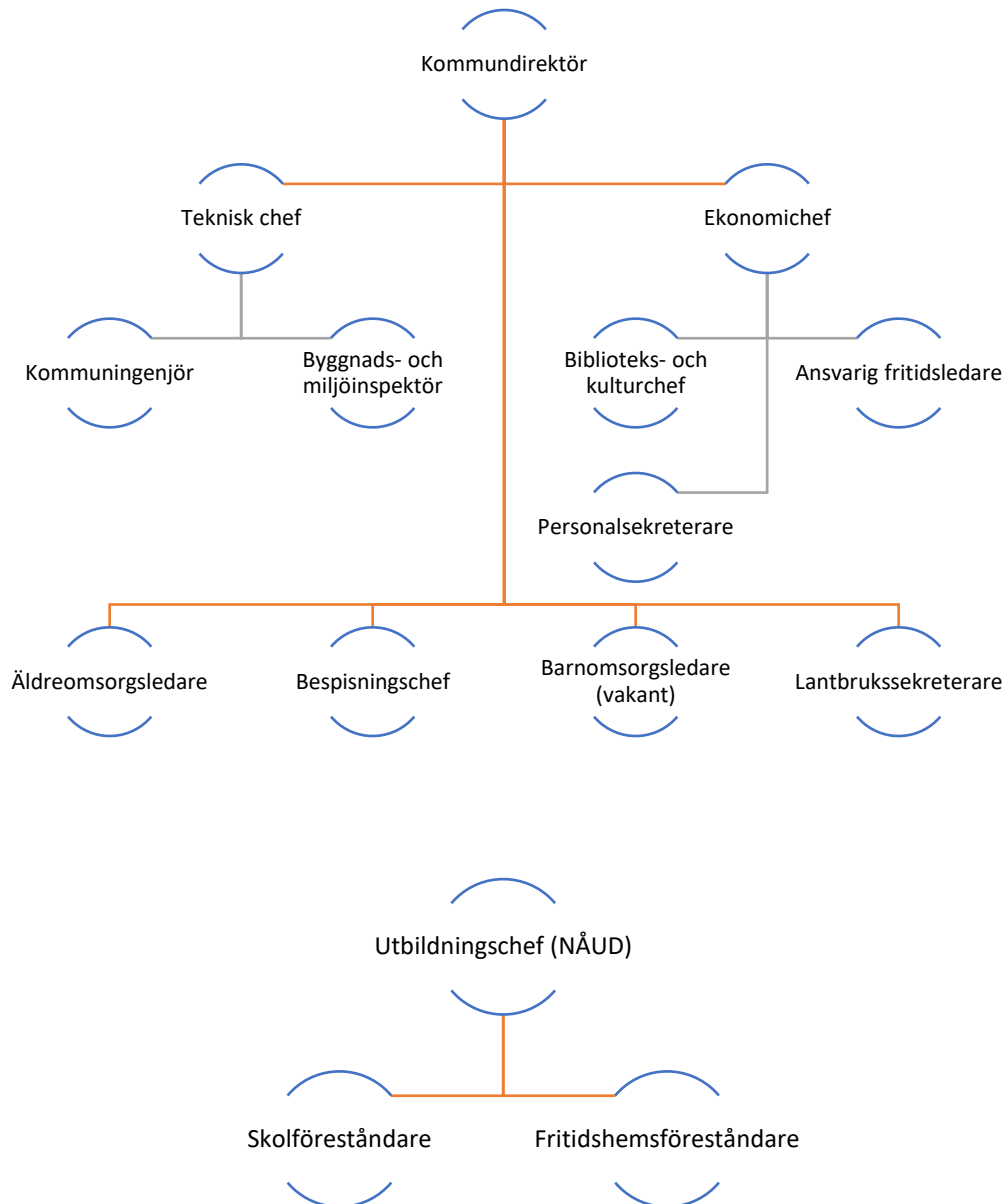 Kommundirektör
Teknisk chef
Ekonomichef
Kommuningenjör
Byggnads- och
miljöinspektör
Biblioteks- och
kulturchef
Ansvarig fritidsledare
Personalsekreterare
Äldreomsorgsledare
Bespisningschef
Barnomsorgsledare
(vakant)
Lantbrukssekreterare
Utbildningschef (NÅUD)
Skolföreståndare
Fritidshemsföreståndare